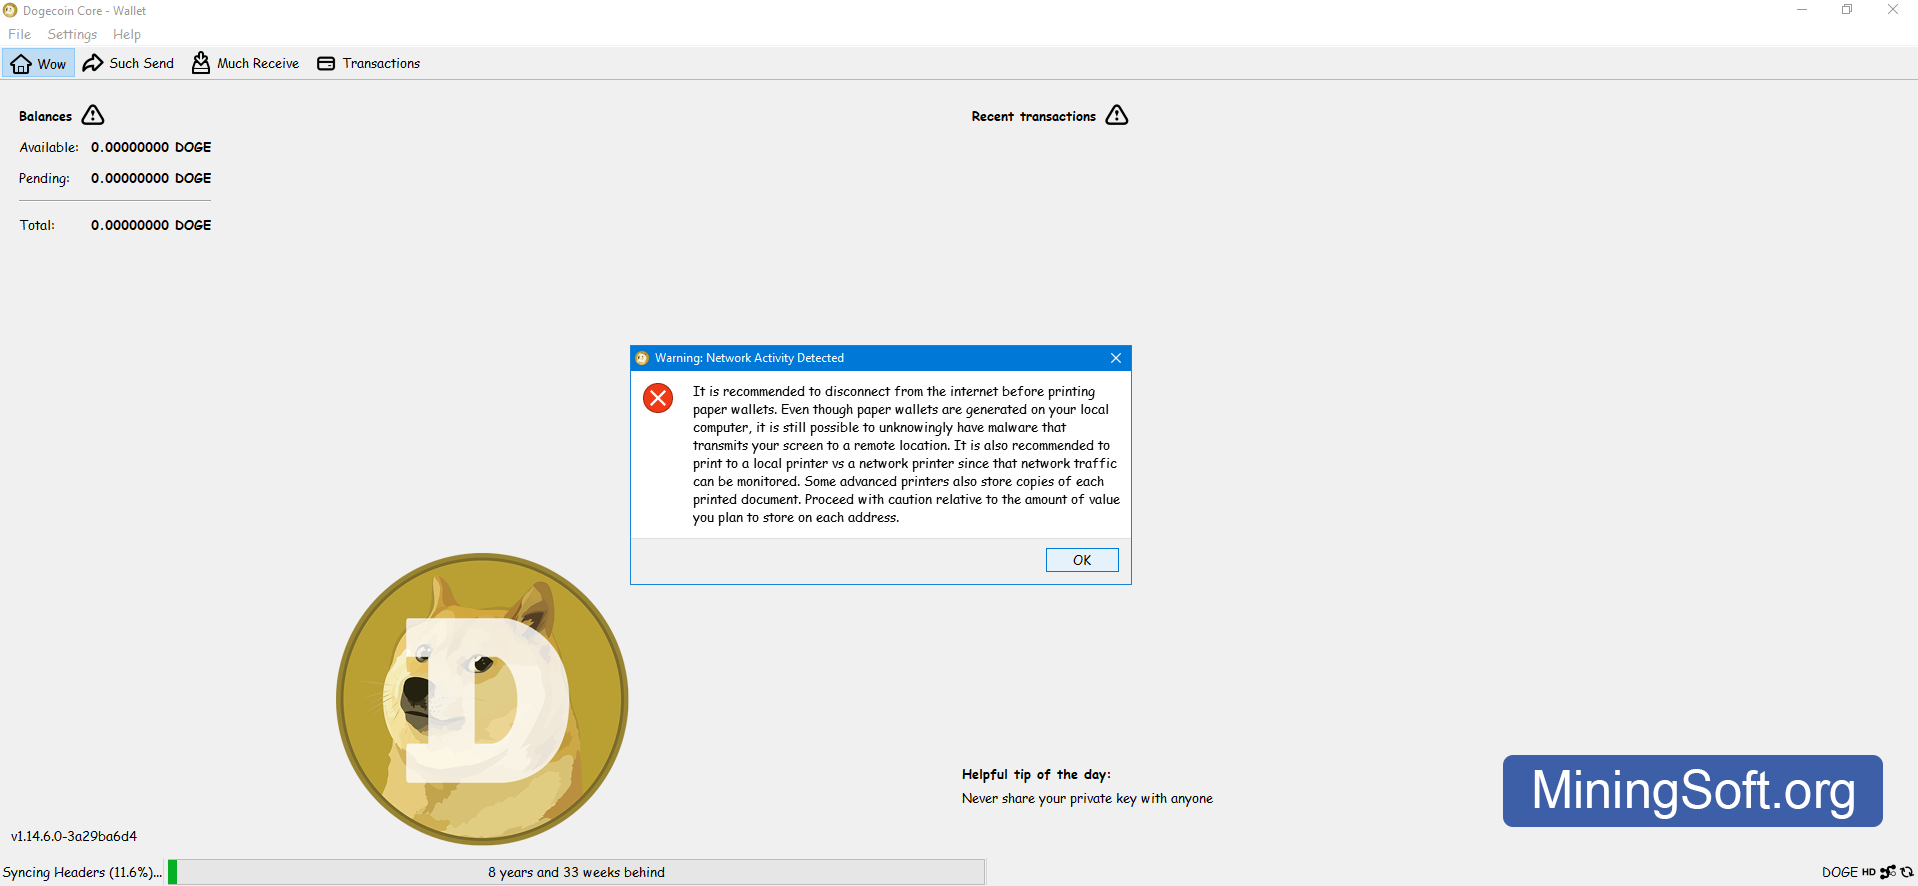 Dogecoin Core - Wallet
File Settings Help
Wow Such Send Much Receive Transactions
Balances
Available: 0.00000000 DOGE
Pending: 0.00000000 DOGE
Total: 0.00000000 DOGE
Recent transactions
Warning: Network Activity Detected
It is recommended to disconnect from the internet before printing
paper wallets. Even though paper wallets are generated on your local
computer, it is still possible to unknowingly have malware that
transmits your screen to a remote location. It is also recommended to
print to a local printer vs a network printer since that network traffic
can be monitored. Some advanced printers also store copies of each
printed document. Proceed with caution relative to the amount of value
you plan to store on each address.
OK
D
Helpful tip of the day:
Never share your private key with anyone
MiningSoft.org
v1.14.6.0-3a29ba6d4
Syncing Headers (11.6%)... 8 years and 33 weeks behind DOGE HD